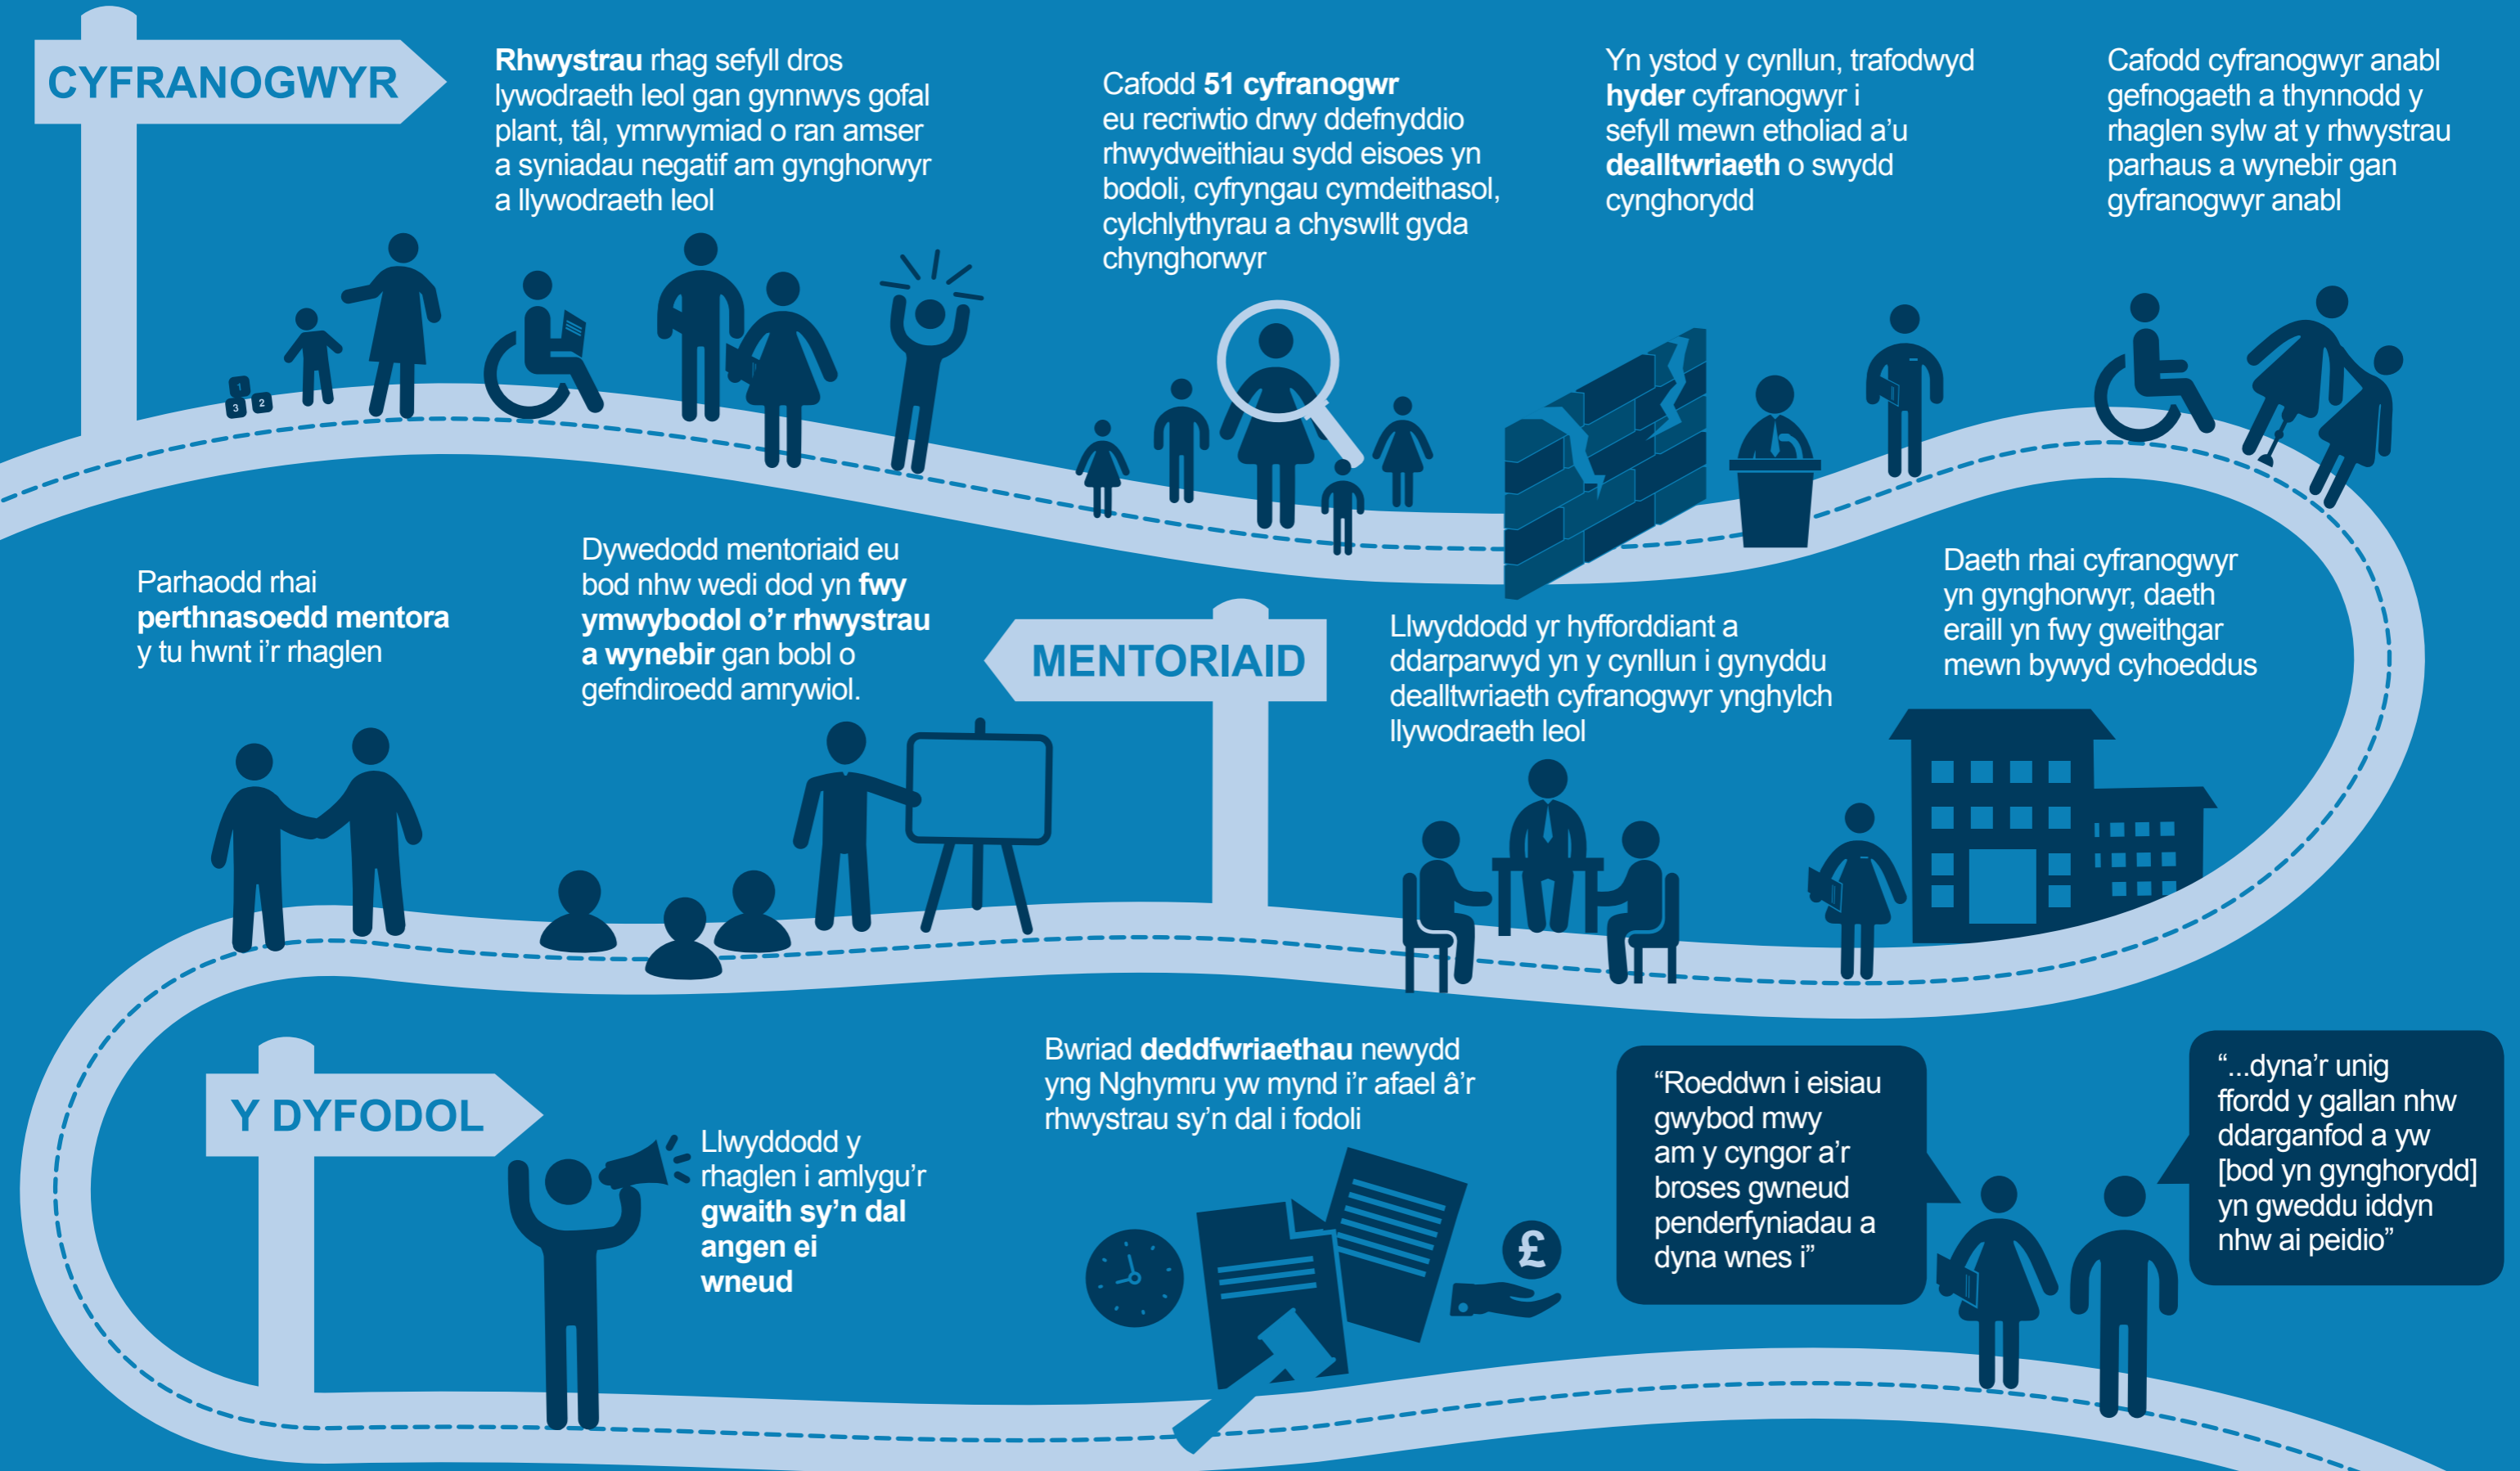 CYFRANOGWYR
Rhwystrau rhag sefyll dros
lywodraeth leol gan gynnwys gofal
plant, tâl, ymrwymiad o ran amser
a syniadau negatif am gynghorwyr
a llywodraeth leol
Cafodd 51 cyfranogwr
eu recriwtio drwy ddefnyddio
rhwydweithiau sydd eisoes yn
bodoli, cyfryngau cymdeithasol,
cylchlythyrau a chyswllt gyda
chynghorwyr
Yn ystod y cynllun, trafodwyd
hyder cyfranogwyr i
sefyll mewn etholiad a'u
dealltwriaeth o swydd
cynghorydd
Cafodd cyfranogwyr anabl
gefnogaeth a thynnodd y
rhaglen sylw at y rhwystrau
parhaus a wynebir gan
gyfranogwyr anabl
1
3 2
Daeth rhai cyfranogwyr
yn gynghorwyr, daeth
eraill yn fwy gweithgar
mewn bywyd cyhoeddus
Llwyddodd yr hyfforddiant a
ddarparwyd yn y cynllun i gynyddu
dealltwriaeth cyfranogwyr ynghylch
llywodraeth leol
MENTORIAID
Dywedodd mentoriaid eu
bod nhw wedi dod yn fwy
ymwybodol o'r rhwystrau
a wynebir gan bobl o
gefndiroedd amrywiol.
Parhaodd rhai
perthnasoedd mentora
y tu hwnt i'r rhaglen
Y DYFODOL
Llwyddodd y
rhaglen i amlygu'r
gwaith sy'n dal
angen ei
wneud
Bwriad deddfwriaethau newydd
yng Nghymru yw mynd i'r afael â'r
rhwystrau sy'n dal i fodoli
£
“Roeddwn i eisiau
gwybod mwy
am y cyngor a'r
broses gwneud
penderfyniadau a
dyna wnes i”
“...dyna'r unig
ffordd y gallan nhw
ddarganfod a yw
[bod yn gynghorydd]
yn gweddu iddyn
nhw ai peidio”